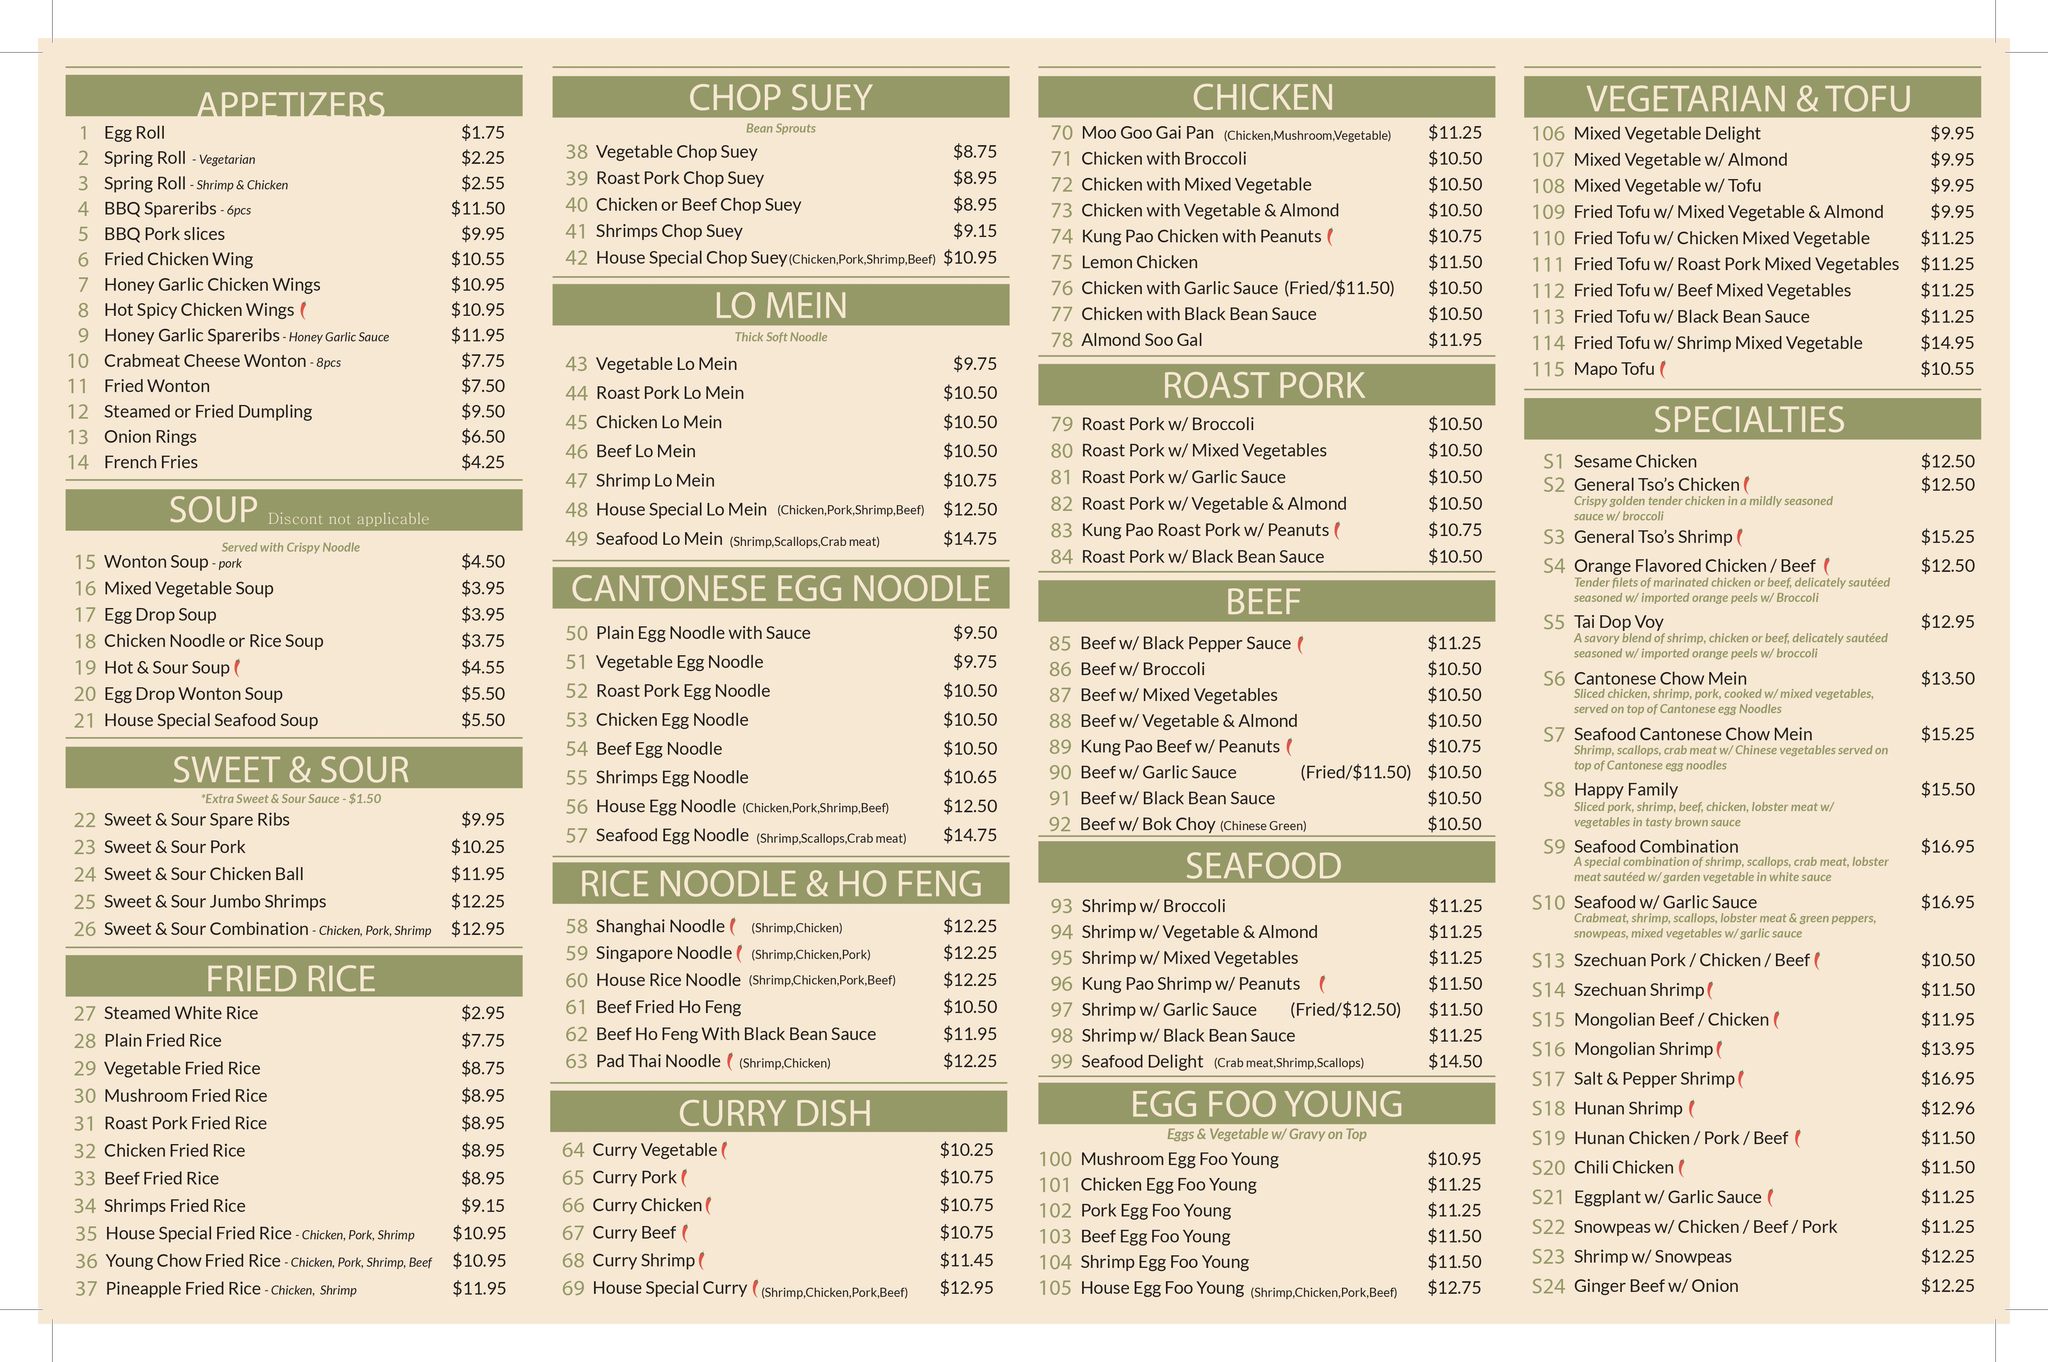 APPETIZERS
1 Egg Roll $1.75
2 Spring Roll - Vegetarian $2.25
3 Spring Roll - Shrimp & Chicken $2.55
4 BBQ Spareribs - 6pcs $11.50
5 BBQ Pork slices $9.95
6 Fried Chicken Wing $10.55
7 Honey Garlic Chicken Wings $10.95
8 Hot Spicy Chicken Wings $10.95
9 Honey Garlic Spareribs - Honey Garlic Sauce $11.95
10 Crabmeat Cheese Wonton - 8pcs $7.75
11 Fried Wonton $7.50
12 Steamed or Fried Dumpling $9.50
13 Onion Rings $6.50
14 French Fries $4.25
SOUP Discont not applicable
Served with Crispy Noodle
15 Wonton Soup - pork $4.50
16 Mixed Vegetable Soup $3.95
17 Egg Drop Soup $3.95
18 Chicken Noodle or Rice Soup $3.75
19 Hot & Sour Soup $4.55
20 Egg Drop Wonton Soup $5.50
21 House Special Seafood Soup $5.50
SWEET & SOUR
*Extra Sweet & Sour Sauce - $1.50
22 Sweet & Sour Spare Ribs $9.95
23 Sweet & Sour Pork $10.25
24 Sweet & Sour Chicken Ball $11.95
25 Sweet & Sour Jumbo Shrimps $12.25
26 Sweet & Sour Combination - Chicken, Pork, Shrimp $12.95
FRIED RICE
27 Steamed White Rice $2.95
28 Plain Fried Rice $7.75
29 Vegetable Fried Rice $8.75
30 Mushroom Fried Rice $8.95
31 Roast Pork Fried Rice $8.95
32 Chicken Fried Rice $8.95
33 Beef Fried Rice $8.95
34 Shrimps Fried Rice $9.15
35 House Special Fried Rice - Chicken, Pork, Shrimp $10.95
36 Young Chow Fried Rice - Chicken, Pork, Shrimp, Beef $10.95
37 Pineapple Fried Rice - Chicken, Shrimp $11.95
CHOP SUEY
Bean Sprouts
38 Vegetable Chop Suey $8.75
39 Roast Pork Chop Suey $8.95
40 Chicken or Beef Chop Suey $8.95
41 Shrimps Chop Suey $9.15
42 House Special Chop Suey (Chicken,Pork,Shrimp,Beef) $10.95
LO MEIN
Thick Soft Noodle
43 Vegetable Lo Mein $9.75
44 Roast Pork Lo Mein $10.50
45 Chicken Lo Mein $10.50
46 Beef Lo Mein $10.50
47 Shrimp Lo Mein $10.75
48 House Special Lo Mein (Chicken,Pork,Shrimp,Beef) $12.50
49 Seafood Lo Mein (Shrimp,Scallops,Crab meat) $14.75
CANTONESE EGG NOODLE
50 Plain Egg Noodle with Sauce $9.50
51 Vegetable Egg Noodle $9.75
52 Roast Pork Egg Noodle $10.50
53 Chicken Egg Noodle $10.50
54 Beef Egg Noodle $10.50
55 Shrimps Egg Noodle $10.65
56 House Egg Noodle (Chicken,Pork,Shrimp,Beef) $12.50
57 Seafood Egg Noodle (Shrimp,Scallops,Crab meat) $14.75
RICE NOODLE & HO FENG
58 Shanghai Noodle (Shrimp,Chicken) $12.25
59 Singapore Noodle (Shrimp,Chicken,Pork) $12.25
60 House Rice Noodle (Shrimp,Chicken,Pork,Beef) $12.25
61 Beef Fried Ho Feng $10.50
62 Beef Ho Feng With Black Bean Sauce $11.95
63 Pad Thai Noodle (Shrimp,Chicken) $12.25
CURRY DISH
64 Curry Vegetable $10.25
65 Curry Pork $10.75
66 Curry Chicken $10.75
67 Curry Beef $10.75
68 Curry Shrimp $11.45
69 House Special Curry (Shrimp,Chicken,Pork,Beef) $12.95
CHICKEN
70 Moo Goo Gai Pan (Chicken,Mushroom,Vegetable) $11.25
71 Chicken with Broccoli $10.50
72 Chicken with Mixed Vegetable $10.50
73 Chicken with Vegetable & Almond $10.50
74 Kung Pao Chicken with Peanuts $10.75
75 Lemon Chicken $11.50
76 Chicken with Garlic Sauce (Fried/$11.50) $10.50
77 Chicken with Black Bean Sauce $10.50
78 Almond Soo Gal $11.95
ROAST PORK
79 Roast Pork w/ Broccoli $10.50
80 Roast Pork w/ Mixed Vegetables $10.50
81 Roast Pork w/ Garlic Sauce $10.50
82 Roast Pork w/ Vegetable & Almond $10.50
83 Kung Pao Roast Pork w/ Peanuts $10.75
84 Roast Pork w/ Black Bean Sauce $10.50
BEEF
85 Beef w/ Black Pepper Sauce $11.25
86 Beef w/ Broccoli $10.50
87 Beef w/ Mixed Vegetables $10.50
88 Beef w/ Vegetable & Almond $10.50
89 Kung Pao Beef w/ Peanuts $10.75
90 Beef w/ Garlic Sauce (Fried/$11.50) $10.50
91 Beef w/ Black Bean Sauce $10.50
92 Beef w/ Bok Choy (Chinese Green) $10.50
SEAFOOD
93 Shrimp w/ Broccoli $11.25
94 Shrimp w/ Vegetable & Almond $11.25
95 Shrimp w/ Mixed Vegetables $11.25
96 Kung Pao Shrimp w/ Peanuts $11.50
97 Shrimp w/ Garlic Sauce (Fried/$12.50) $11.50
98 Shrimp w/ Black Bean Sauce $11.25
99 Seafood Delight (Crab meat,Shrimp,Scallops) $14.50
EGG FOO YOUNG
Eggs & Vegetable w/ Gravy on Top
100 Mushroom Egg Foo Young $10.95
101 Chicken Egg Foo Young $11.25
102 Pork Egg Foo Young $11.25
103 Beef Egg Foo Young $11.50
104 Shrimp Egg Foo Young $11.50
105 House Egg Foo Young (Shrimp,Chicken,Pork,Beef) $12.75
VEGETARIAN & TOFU
106 Mixed Vegetable Delight $9.95
107 Mixed Vegetable w/ Almond $9.95
108 Mixed Vegetable w/ Tofu $9.95
109 Fried Tofu w/ Mixed Vegetable & Almond $9.95
110 Fried Tofu w/ Chicken Mixed Vegetable $11.25
111 Fried Tofu w/ Roast Pork Mixed Vegetables $11.25
112 Fried Tofu w/ Beef Mixed Vegetables $11.25
113 Fried Tofu w/ Black Bean Sauce $11.25
114 Fried Tofu w/ Shrimp Mixed Vegetable $14.95
115 Mapo Tofu $10.55
SPECIALTIES
S1 Sesame Chicken $12.50
S2 General Tso's Chicken $12.50
Crispy golden tender chicken in a mildly seasoned
sauce w/ broccoli
S3 General Tso's Shrimp $15.25
S4 Orange Flavored Chicken / Beef $12.50
Tender filets of marinated chicken or beef, delicately sautéed
seasoned w/ imported orange peels w/ Broccoli
S5 Tai Dop Voy $12.95
A savory blend of shrimp, chicken or beef, delicately sautéed
seasoned w/ imported orange peels w/ broccoli
S6 Cantonese Chow Mein $13.50
Sliced chicken, shrimp, pork, cooked w/ mixed vegetables,
served on top of Cantonese egg Noodles
S7 Seafood Cantonese Chow Mein $15.25
Shrimp, scallops, crab meat w/ Chinese vegetables served on
top of Cantonese egg noodles
S8 Happy Family $15.50
Sliced pork, shrimp, beef, chicken, lobster meat w/
vegetables in tasty brown sauce
S9 Seafood Combination $16.95
A special combination of shrimp, scallops, crab meat, lobster
meat sautéed w/ garden vegetable in white sauce
S10 Seafood w/ Garlic Sauce $16.95
Crabmeat, shrimp, scallops, lobster meat & green peppers,
snowpeas, mixed vegetables w/ garlic sauce
S13 Szechuan Pork / Chicken / Beef $10.50
S14 Szechuan Shrimp $11.50
S15 Mongolian Beef / Chicken $11.95
S16 Mongolian Shrimp $13.95
S17 Salt & Pepper Shrimp $16.95
S18 Hunan Shrimp $12.96
S19 Hunan Chicken / Pork / Beef $11.50
S20 Chili Chicken $11.50
S21 Eggplant w/ Garlic Sauce $11.25
S22 Snowpeas w/ Chicken / Beef / Pork $11.25
S23 Shrimp w/ Snowpeas $12.25
S24 Ginger Beef w/ Onion $12.25